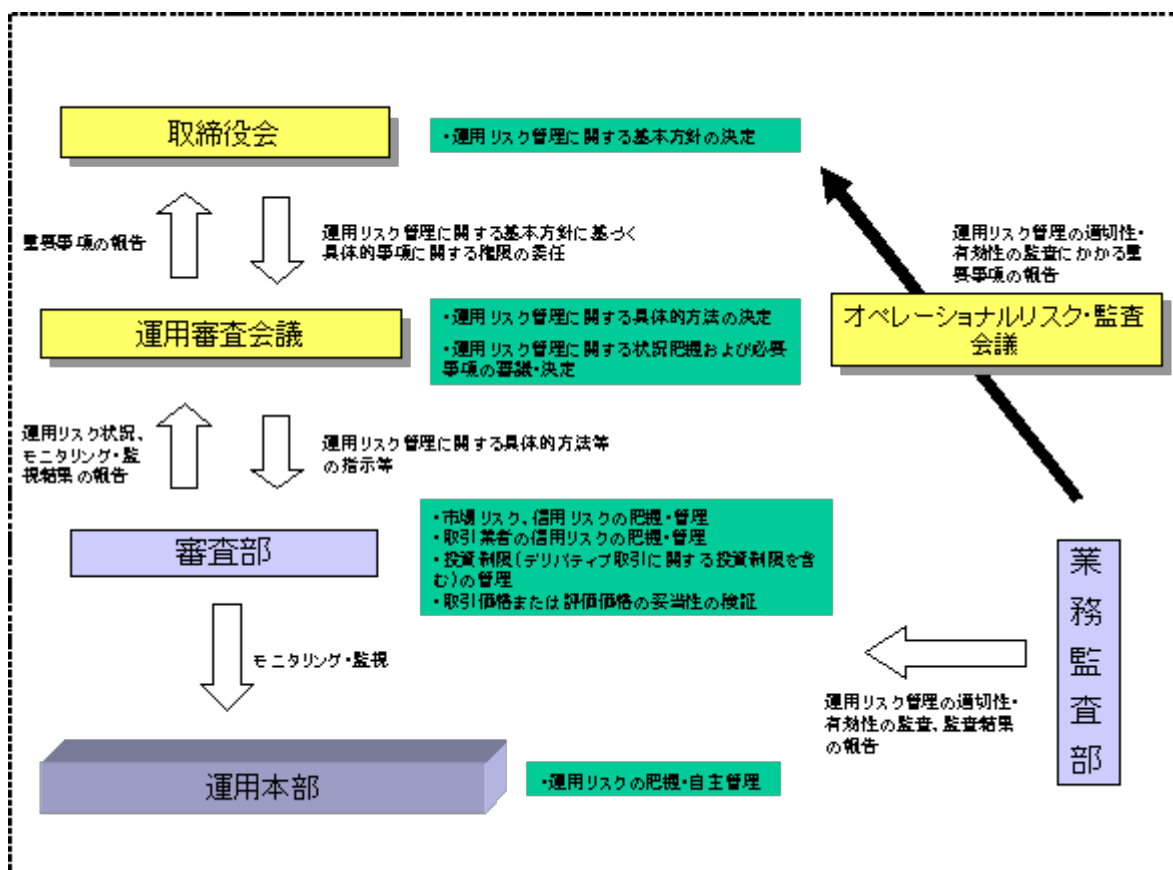 取締役会
・運用リスク管理に関する基本方針の決定
重要事項の報告
運用リスク管理に関する基本方針に基づく
具体的事項に関する権限の委任
運用リスク管理の適切性・
有効性の監査にかかる重
要事項の報告
運用審査会議
・運用リスク管理に関する具体的方法の決定
・運用リスク管理に関する状況把握および必要
事項の審議・決定
オペレーショナルリスク・監査
会議
運用リスク状況、
モニタリング・監
視結果の報告
運用リスク管理に関する具体的方法等
の指示等
審査部
・市場リスク、信用リスクの把握・管理
・取引業者の信用リスクの把握・管理
・投資制限(デリバティブ取引に関する投資制限を含
む)の管理
・取引価格または評価価格の妥当性の検証
業務監査部
モニタリング・監視
運用リスク管理の適切性・
有効性の監査、監査結果
の報告
運用本部
・運用リスクの把握・自主管理